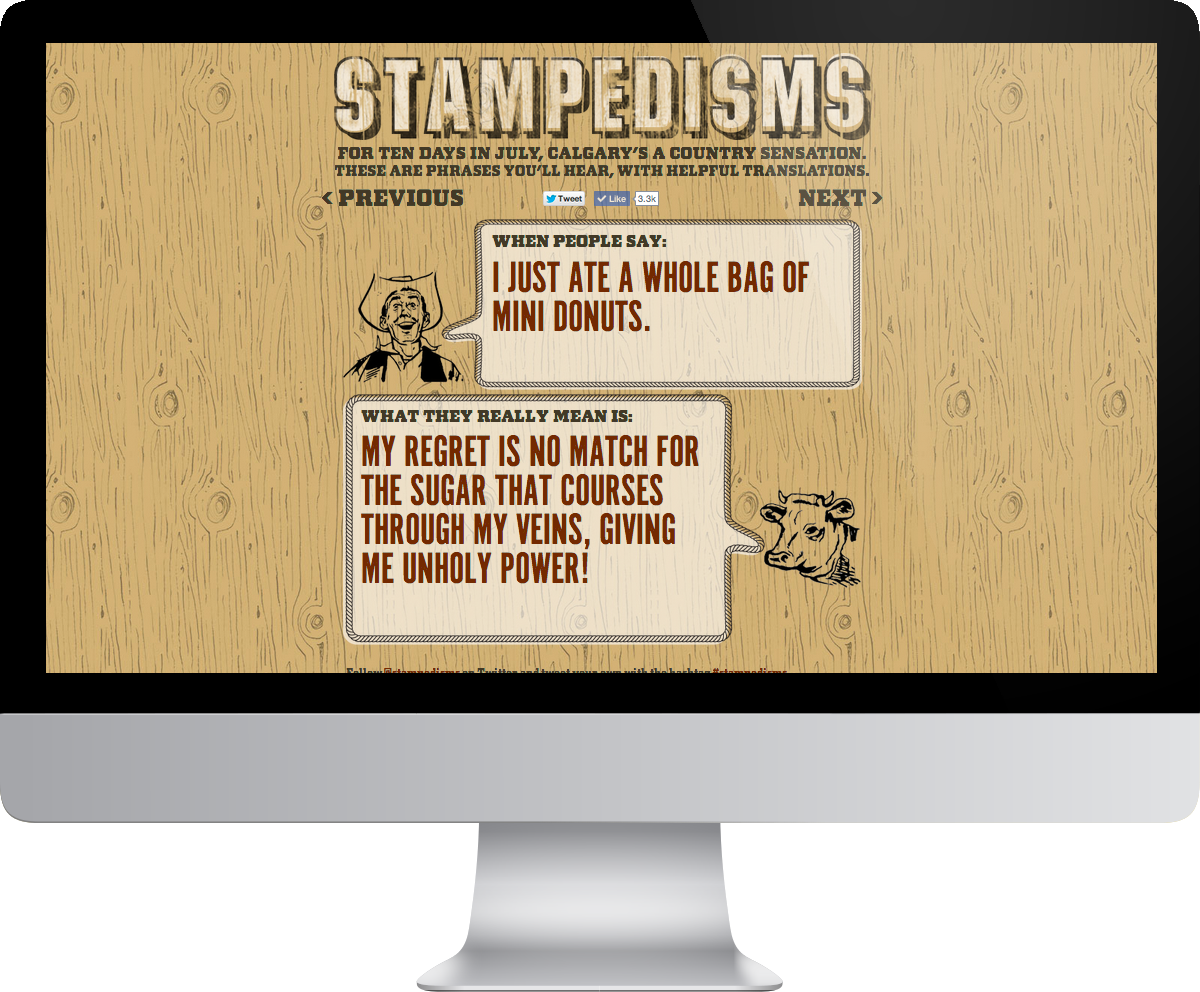 STAMPEDISMS
FOR TEN DAYS IN JULY, CALGARY'S A COUNTRY SENSATION.
THESE ARE PHRASES YOU'LL HEAR, WITH HELPFUL TRANSLATIONS.
< PREVIOUS Tweet Like 3.3k NEXT >
WHEN PEOPLE SAY:
I JUST ATE A WHOLE BAG OF
MINI DONUTS.
WHAT THEY REALLY MEAN IS:
MY REGRET IS NO MATCH FOR
THE SUGAR THAT COURSES
THROUGH MY VEINS, GIVING
ME UNHOLY POWER!
Follow @stampedisms on Twitter and tweet your own with the hashtag #stampedisms